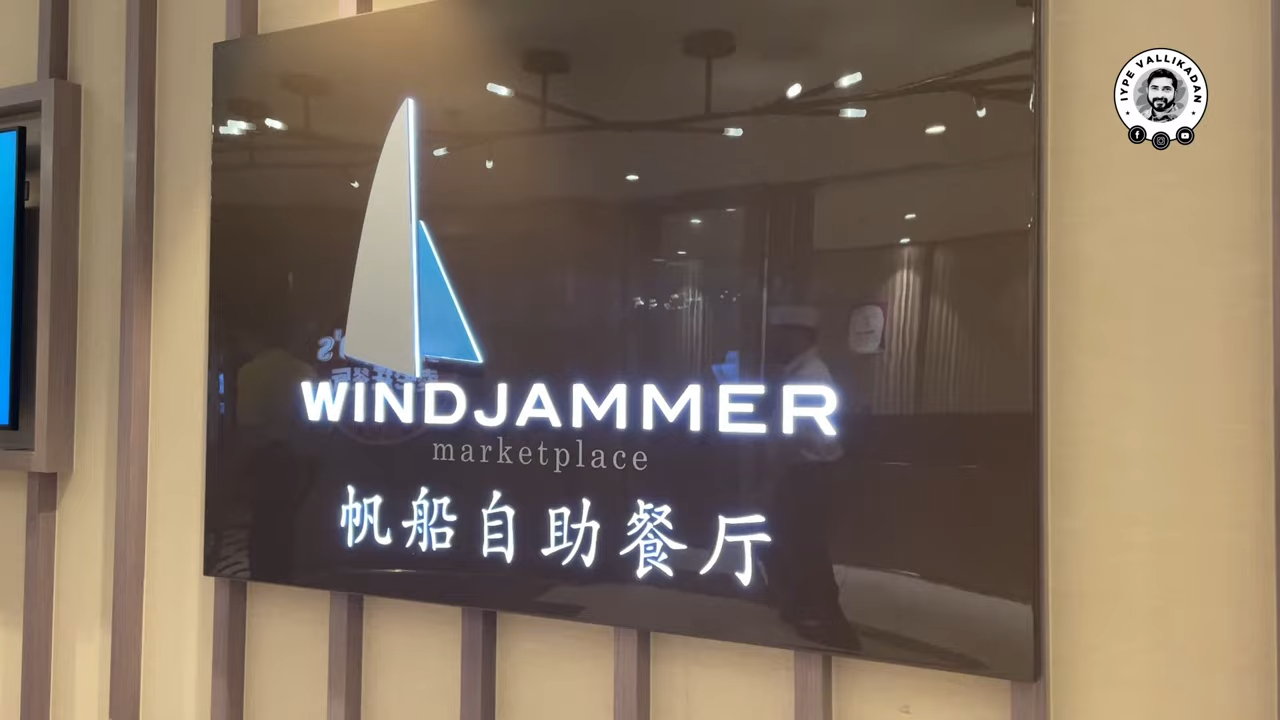 WINDJAMMER
marketplace
帆船自助餐厅
IYPE VALLIKADAN